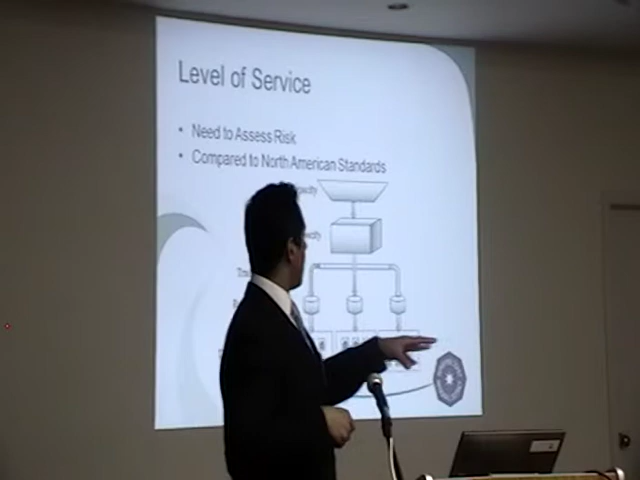 Level of Service
• Need to Assess Risk
• Compared to North American Standards